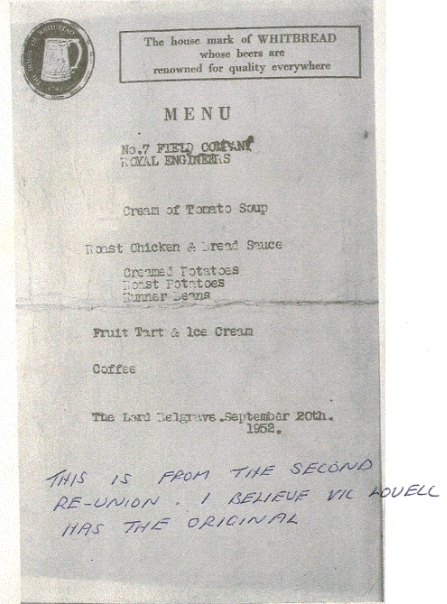 The house mark of WHITBREAD
whose beers are
renowned for quality everywhere
MENU
No.7 FIELD COMPANY
ROYAL ENGINEERS
Cream of Tomato Soup
Roast Chicken & Bread Sauce
Creamed Potatoes
Roast Potatoes
Runner Beans
Fruit Tart & Ice Cream
Coffee
The Lord Belgrave.September 20th.
1952.
THIS IS FROM THE SECOND
RE-UNION. I BELIEVE VIC LOVELL
HAS THE ORIGINAL